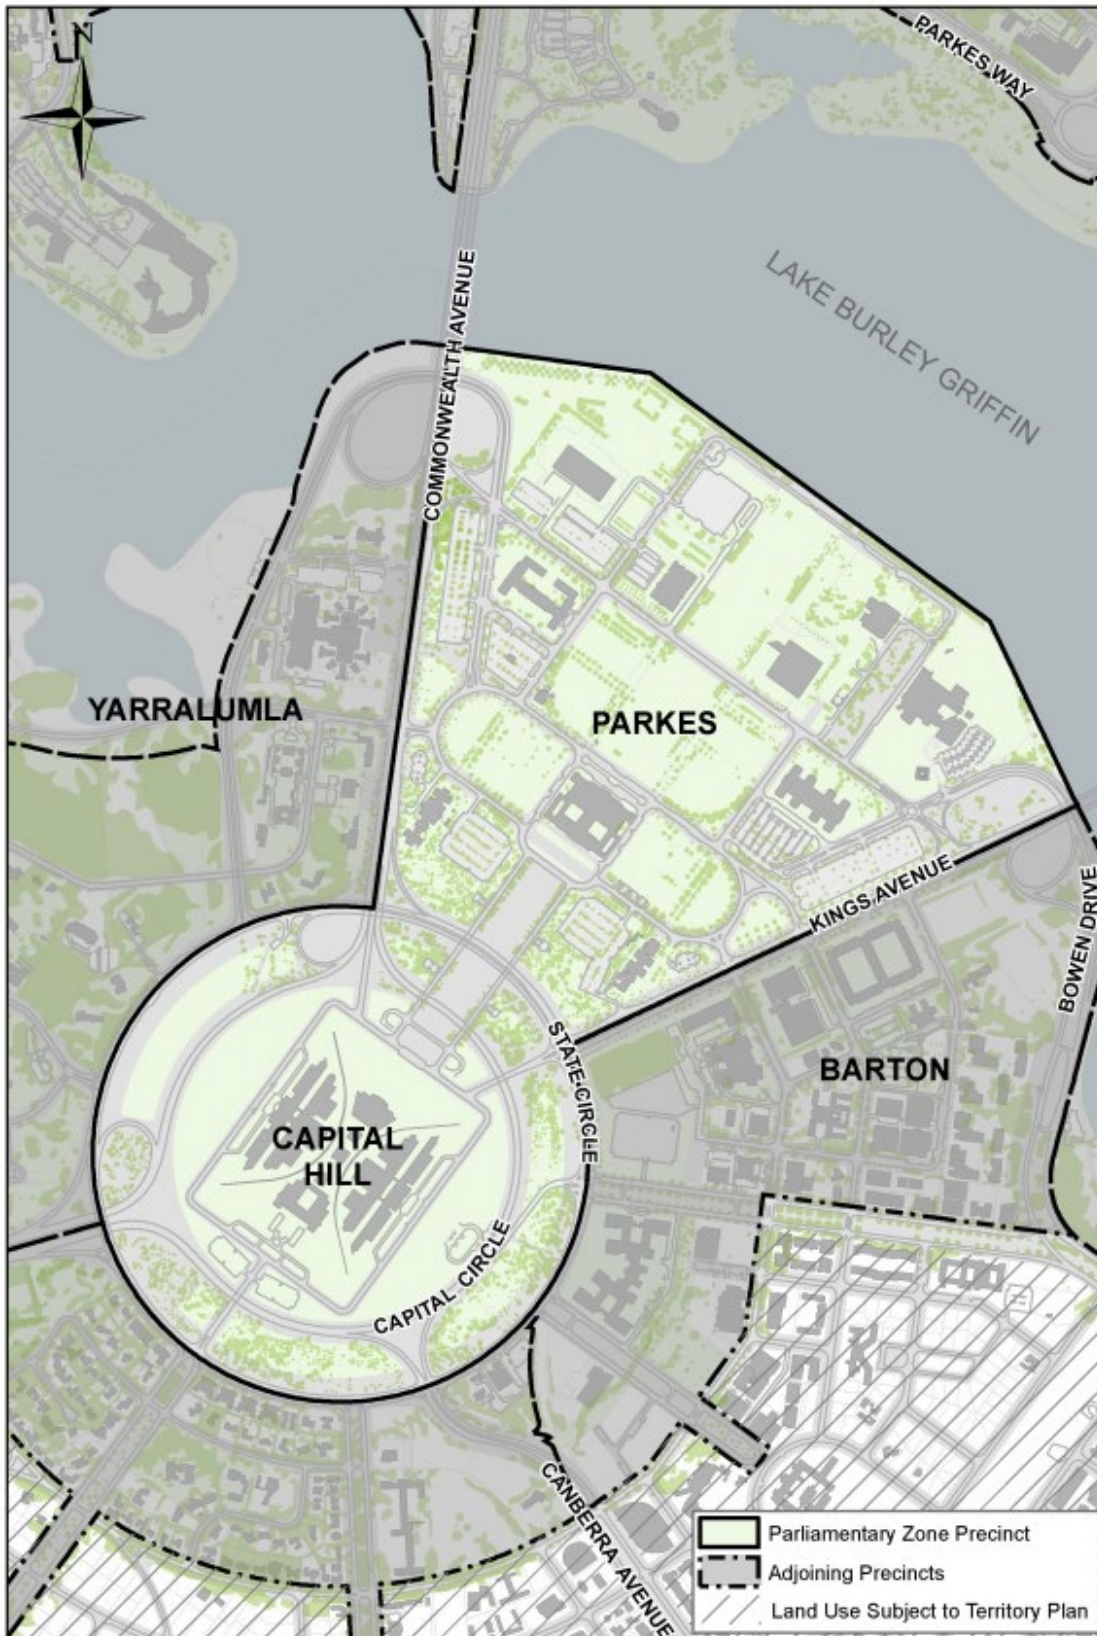 N
PARKES WAY
LAKE BURLEY GRIFFIN
COMMONWEALTH AVENUE
YARRALUMLA
PARKES
KINGS AVENUE
BOWEN DRIVE
STATE CIRCLE
BARTON
CAPITAL
HILL
CAPITAL CIRCLE
CANBERRA AVENUE
Parliamentary Zone Precinct
Adjoining Precincts
Land Use Subject to Territory Plan